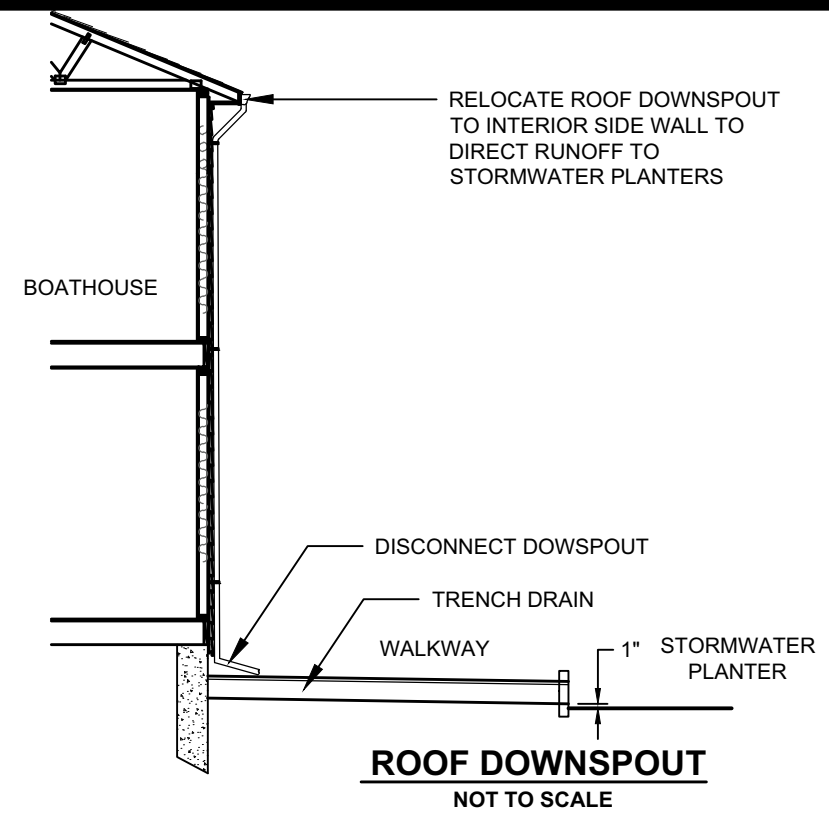 RELOCATE ROOF DOWNSPOUT
TO INTERIOR SIDE WALL TO
DIRECT RUNOFF TO
STORMWATER PLANTERS
BOATHOUSE
DISCONNECT DOWSPOUT
TRENCH DRAIN
WALKWAY
1"
STORMWATER
PLANTER
ROOF DOWNSPOUT
NOT TO SCALE